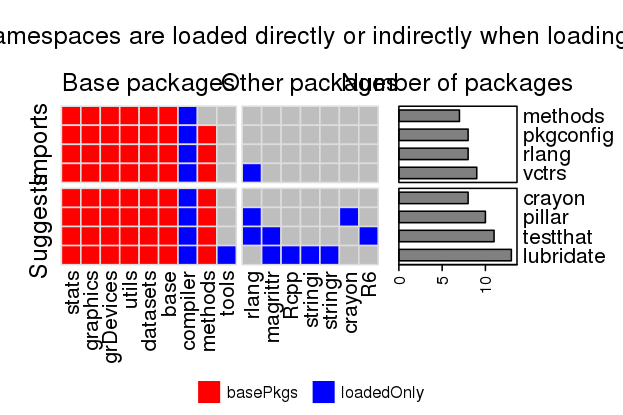 amespaces are loaded directly or indirectly when loading
Base packages
Other packages
Number of packages
Imports
Suggests
methods
pkgconfig
rlang
vctrs
crayon
pillar
testthat
lubridate
stats
graphics
grDevices
utils
datasets
base
compiler
methods
tools
rlang
magrittr
Rcpp
stringi
stringr
crayon
R6
0
5
10
basePkgs
loadedOnly